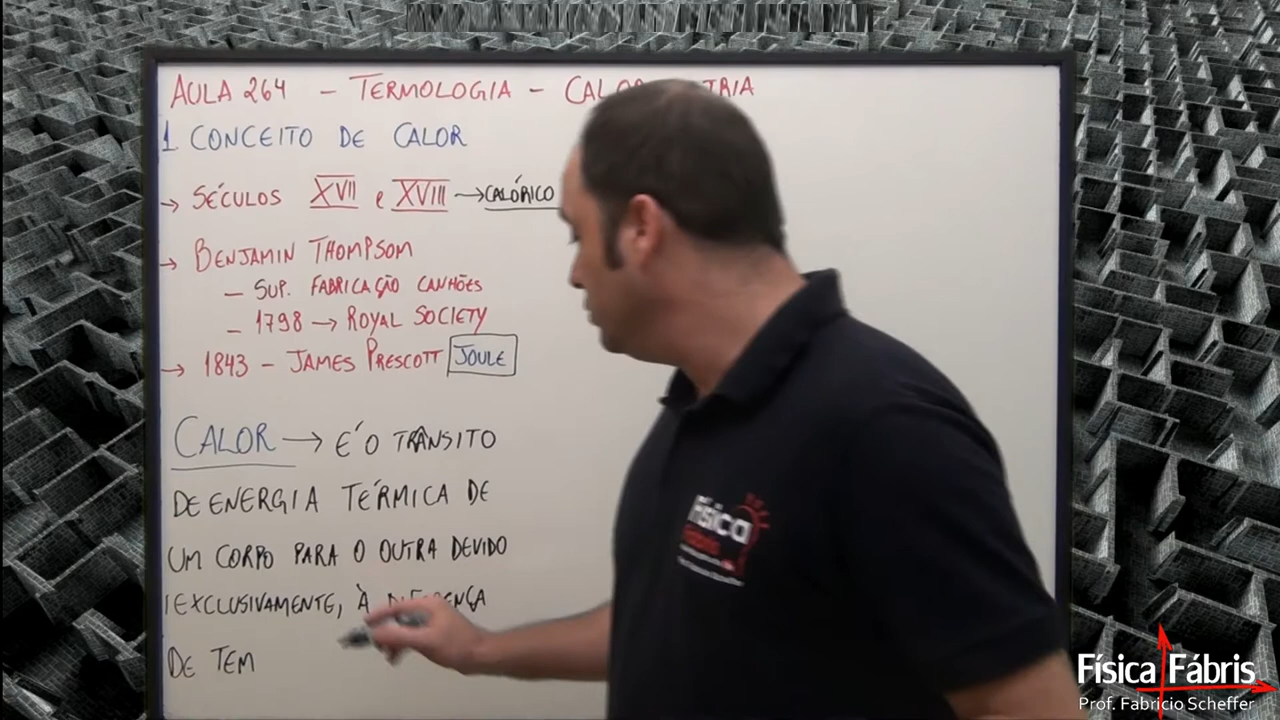 AULA 264 - TERMOLOGIA -
1 CONCEITO DE CALOR
→ SÉCULOS XVII e XVIII → CALÓRICO
→ BENJAMIN THOMPSOM
- SUP. FABRICAÇÃO CANHÕES
- 1798 → ROYAL SOCIETY
→ 1843 - JAMES PRESCOTT JOULE
CALOR → É O TRÂNSITO
DE ENERGIA TÉRMICA DE
UM CORPO PARA O OUTRA DEVIDO
, EXCLUSIVAMENTE, À DIFERENÇA
DE TEM
física
Física Fábris
Prof. Fabricio Scheffer